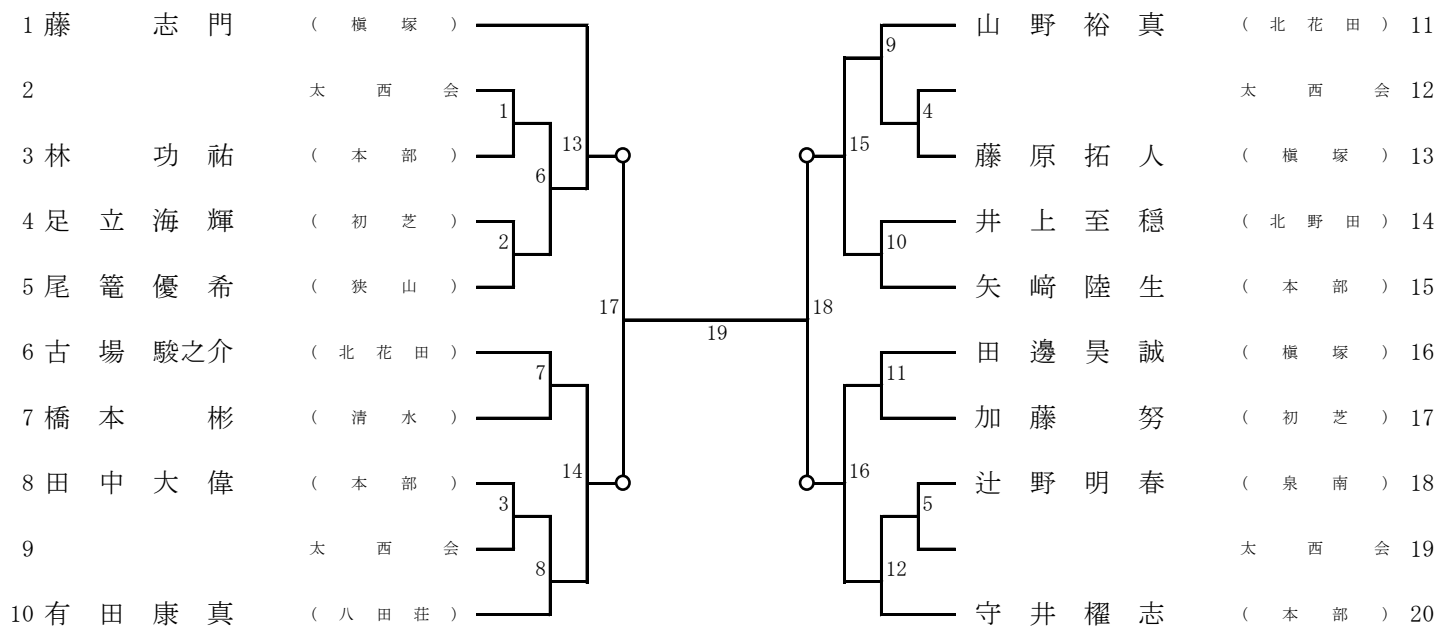 1 藤 志 門 ( 槇 塚 ) 山 野 裕 真 ( 北 花 田 ) 11
9
2 太 西 会 太 西 会 12
1 4
3 林 功 祐 ( 本 部 ) 13 15 藤 原 拓 人 ( 槇 塚 ) 13
6
4 足 立 海 輝 ( 初 芝 ) 井 上 至 穏 ( 北 野 田 ) 14
2 10
5 尾 篭 優 希 ( 狭 山 ) 矢 﨑 陸 生 ( 本 部 ) 15
17 18
19
6 古 場 駿之介 ( 北 花 田 ) 田 邊 昊 誠 ( 槇 塚 ) 16
7 11
7 橋 本 彬 ( 清 水 ) 加 藤 努 ( 初 芝 ) 17
14 16
8 田 中 大 偉 ( 本 部 ) 辻 野 明 春 ( 泉 南 ) 18
3 5
9 太 西 会 太 西 会 19
8 12
10 有 田 康 真 ( 八 田 荘 ) 守 井 櫂 志 ( 本 部 ) 20